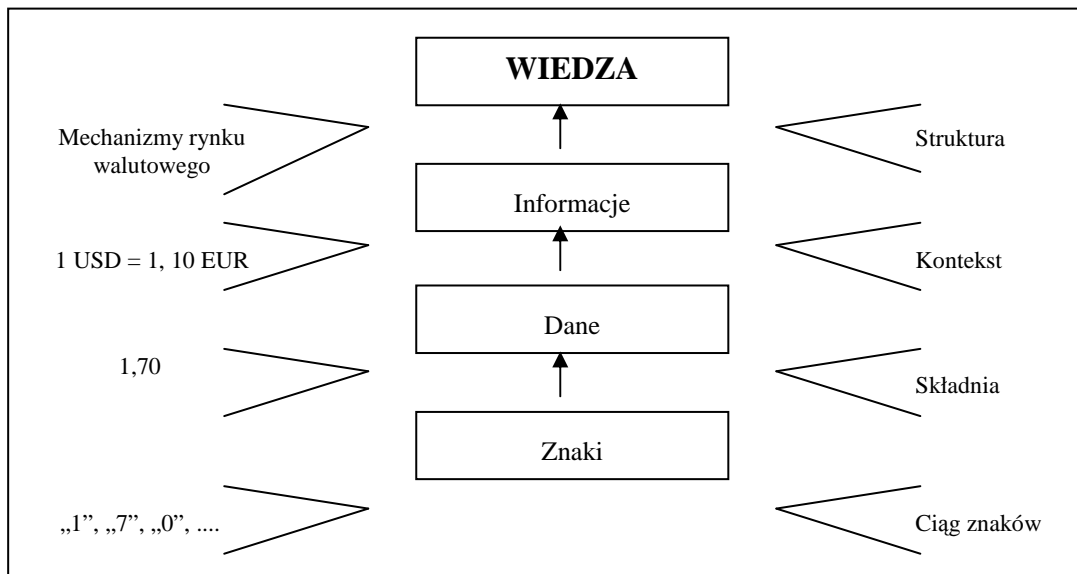 WIEDZA
Mechanizmy rynku
walutowego
Struktura
Informacje
1 USD = 1, 10 EUR
Kontekst
Dane
1,70
Składnia
Znaki
„1”, „7”, „0”, ....
Ciąg znaków